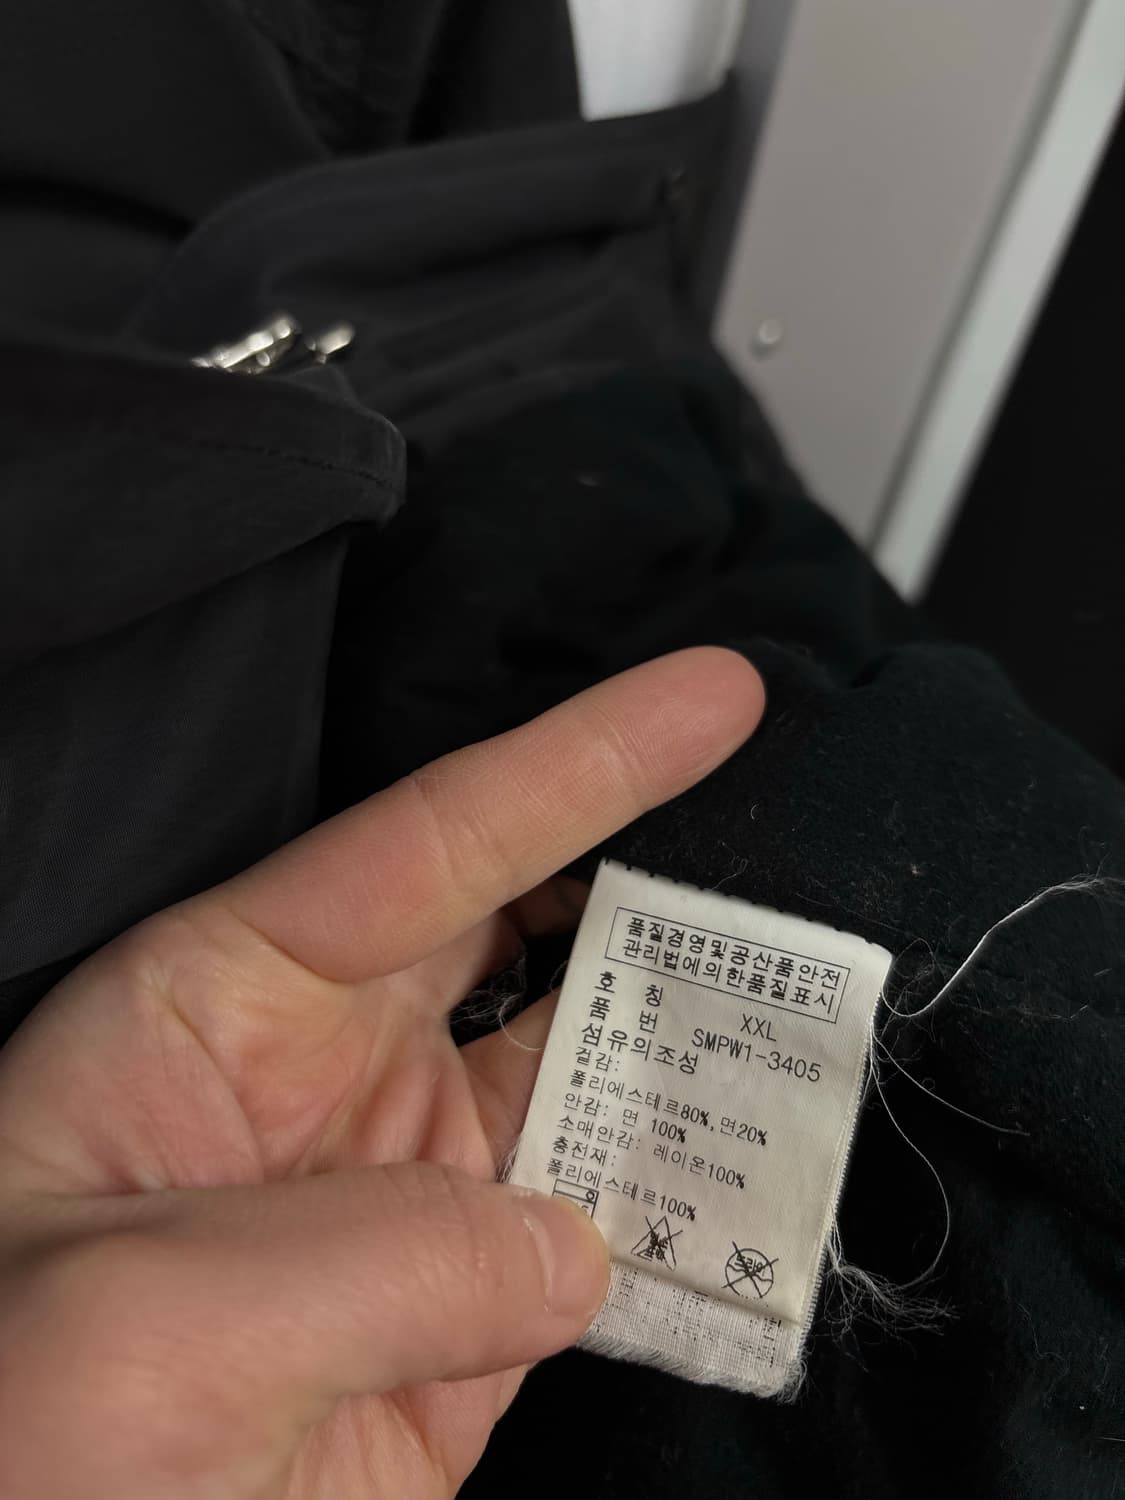 품질경영및공산품안전
관리법에의한품질표시
호 칭 XXL
품 번 SMPW1-3405
섬유의조성
겉감:
폴리에스테르80%,면20%
안감: 면 100%
소매안감: 레이온100%
충전재:
폴리에스테르100%
드라이